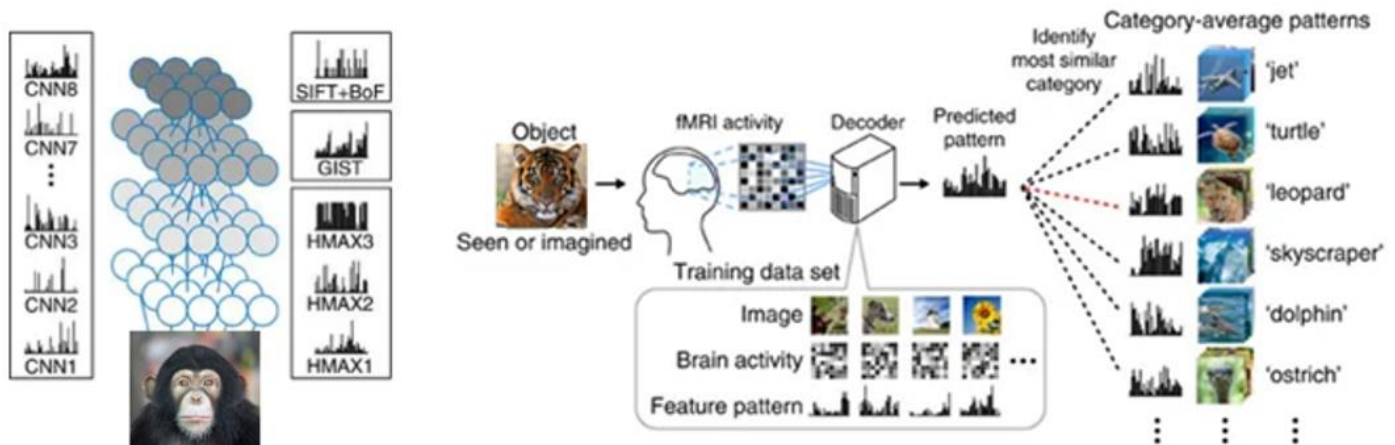 CNN8
CNN7
CNN3
CNN2
CNN1
SIFT+BoF
GIST
HMAX3
HMAX2
HMAX1
Object
Seen or imagined
fMRI activity
Decoder
Predicted
pattern
Training data set
Image
Brain activity
Feature pattern
Category-average patterns
Identify
most similar
category
'jet'
'turtle'
'leopard'
'skyscraper'
'dolphin'
'ostrich'